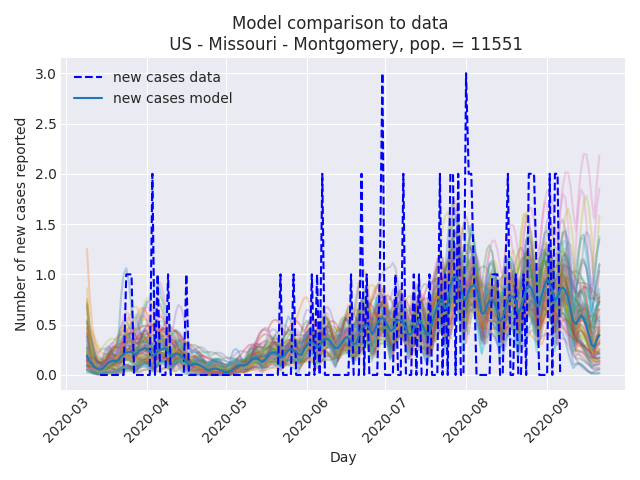 Model comparison to data
US - Missouri - Montgomery, pop. = 11551
new cases data
new cases model
Number of new cases reported
3.0
2.5
2.0
1.5
1.0
0.5
0.0
2020-03
2020-04
2020-05
2020-06
2020-07
2020-08
2020-09
Day